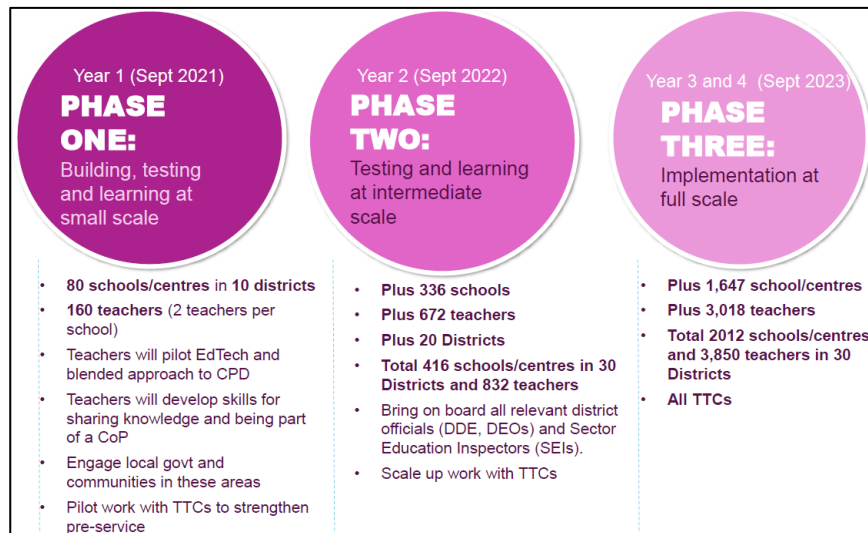 Year 1 (Sept 2021)
PHASE
ONE:
Building, testing
and learning at
small scale
• 80 schools/centres in 10 districts
• 160 teachers (2 teachers per
school)
• Teachers will pilot EdTech and
blended approach to CPD
• Teachers will develop skills for
sharing knowledge and being part
of a CoP
• Engage local govt and
communities in these areas
• Pilot work with TTCs to strengthen
pre-service
Year 2 (Sept 2022)
PHASE
TWO:
Testing and learning
at intermediate
scale
• Plus 336 schools
• Plus 672 teachers
• Plus 20 Districts
• Total 416 schools/centres in 30
Districts and 832 teachers
• Bring on board all relevant district
officials (DDE, DEOs) and Sector
Education Inspectors (SEIs).
• Scale up work with TTCs
Year 3 and 4 (Sept 2023)
PHASE
THREE:
Implementation at
full scale
• Plus 1,647 school/centres
• Plus 3,018 teachers
• Total 2012 schools/centres
and 3,850 teachers in 30
Districts
• All TTCs